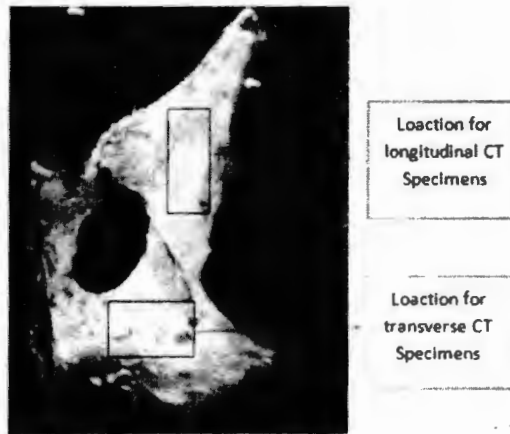 Loaction for
longitudinal CT
Specimens
Loaction for
transverse CT
Specimens